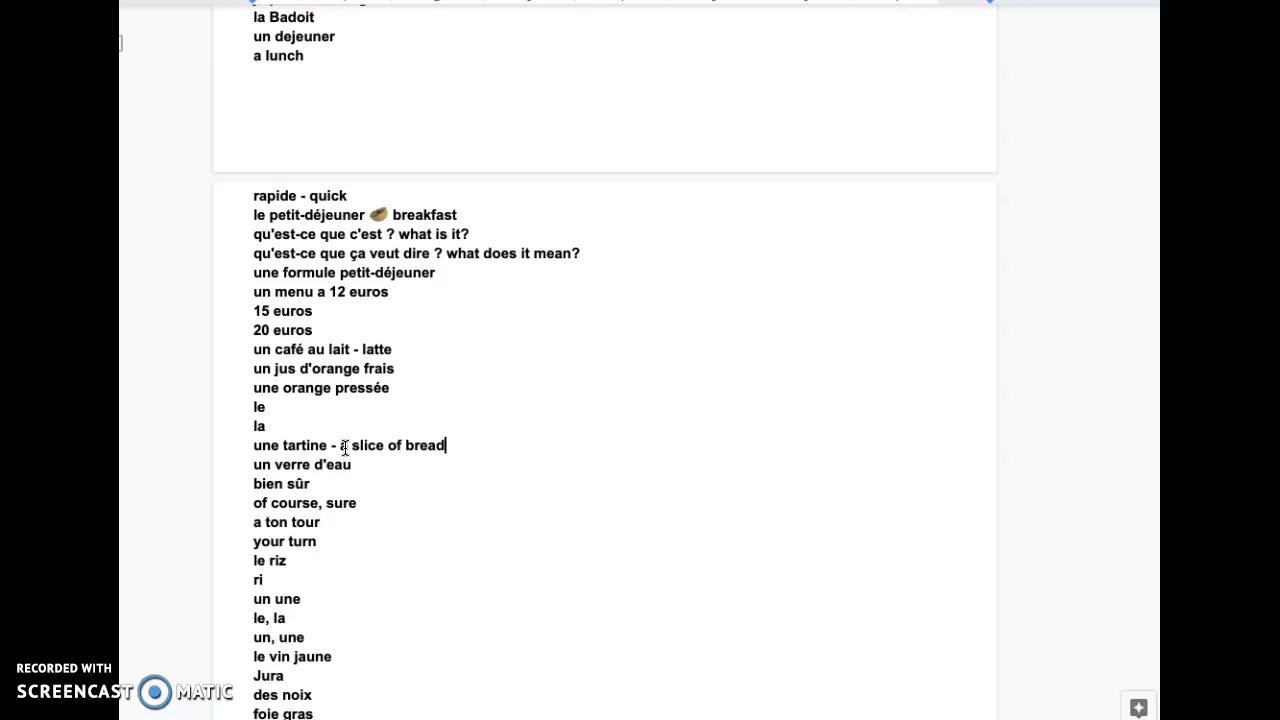 la Badoit
un dejeuner
a lunch
rapide - quick
le petit-déjeuner 🥙 breakfast
qu'est-ce que c'est ? what is it?
qu'est-ce que ça veut dire ? what does it mean?
une formule petit-déjeuner
un menu a 12 euros
15 euros
20 euros
un café au lait - latte
un jus d'orange frais
une orange pressée
le
la
une tartine - a slice of bread
un verre d'eau
bien sûr
of course, sure
a ton tour
your turn
le riz
ri
un une
le, la
un, une
le vin jaune
Jura
des noix
foie gras
RECORDED WITH
SCREENCAST MATIC